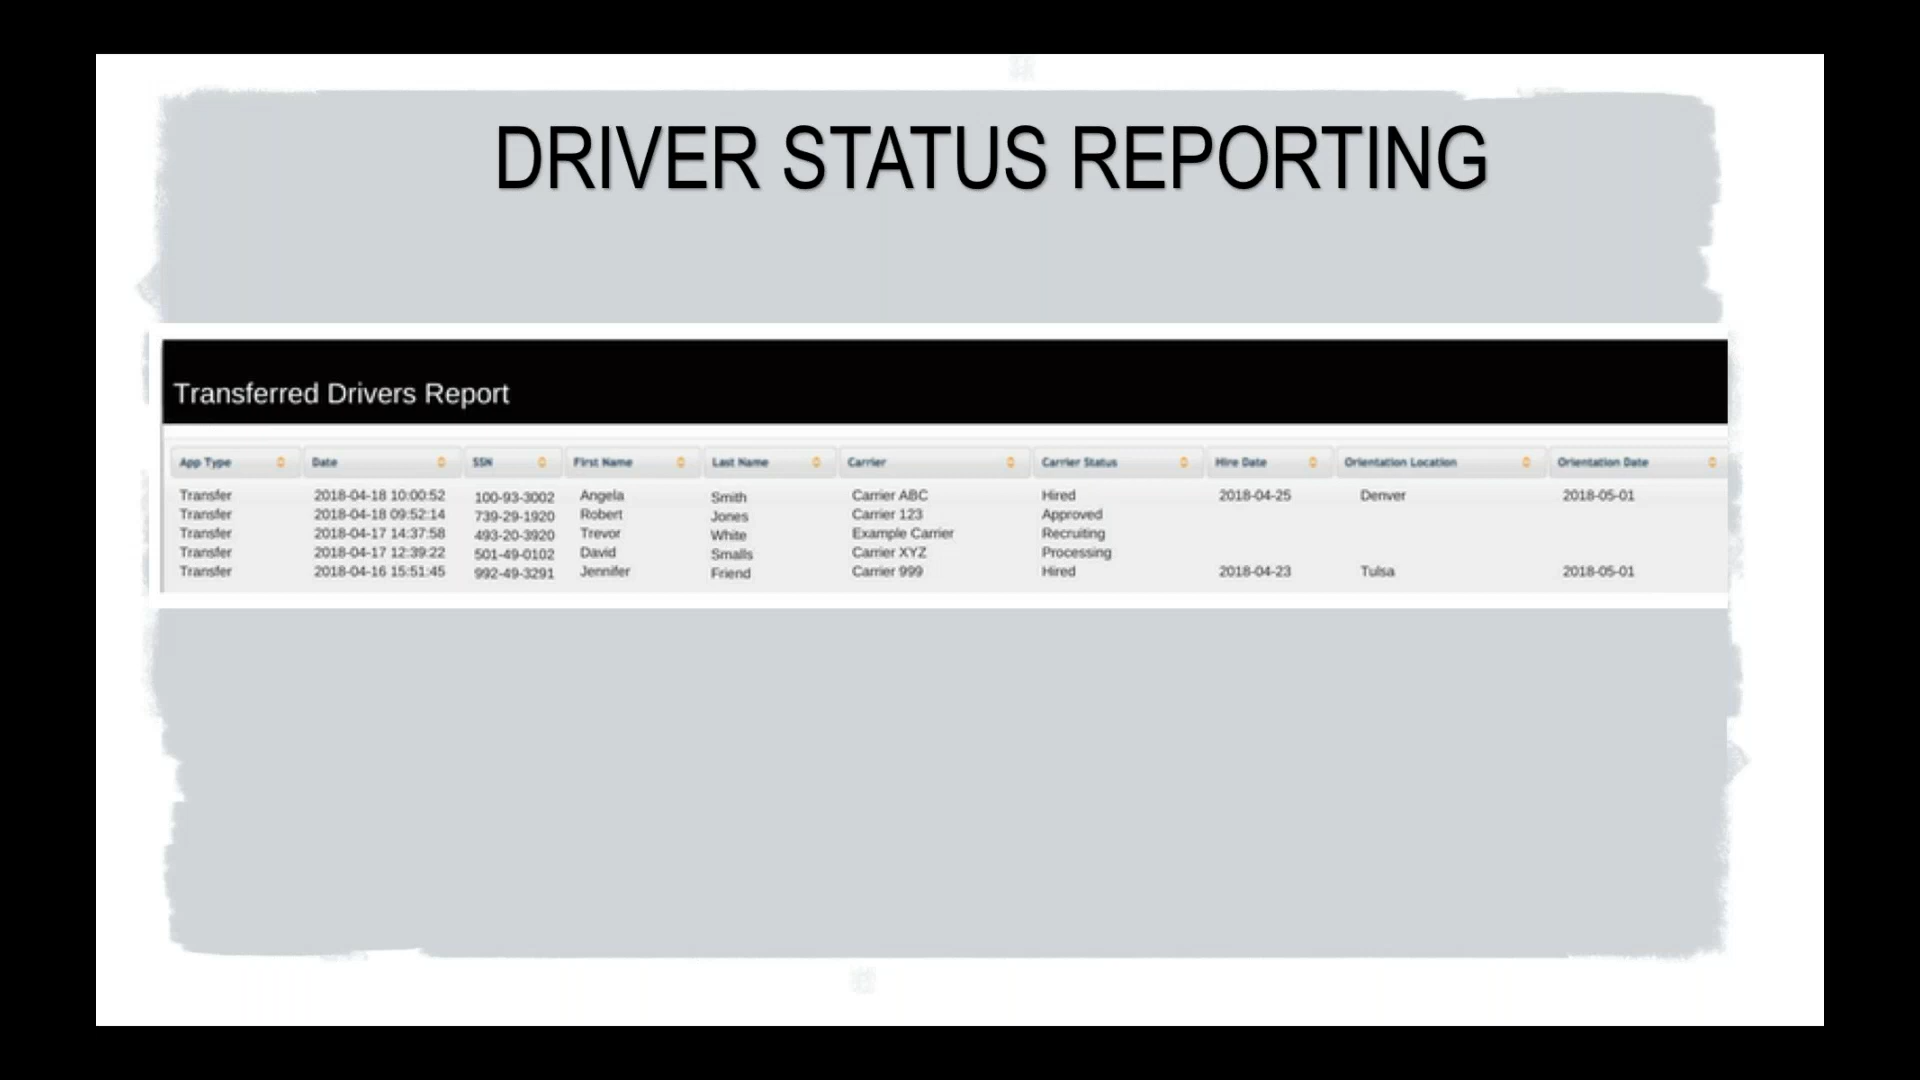 DRIVER STATUS REPORTING
Transferred Drivers Report
App Type Date SSN First Name Last Name Carrier Carrier Status Hire Date Orientation Location Orientation Date
Transfer 2018-04-18 10:00:52 100-93-3002 Angela Smith Carrier ABC Hired 2018-04-25 Denver 2018-05-01
Transfer 2018-04-18 09:52:14 739-29-1920 Robert Jones Carrier 123 Approved
Transfer 2018-04-17 14:37:58 493-20-3920 Trevor White Example Carrier Recruiting
Transfer 2018-04-17 12:39:22 501-49-0102 David Smalls Carrier XYZ Processing
Transfer 2018-04-16 15:51:45 992-49-3291 Jennifer Friend Carrier 999 Hired 2018-04-23 Tulsa 2018-05-01